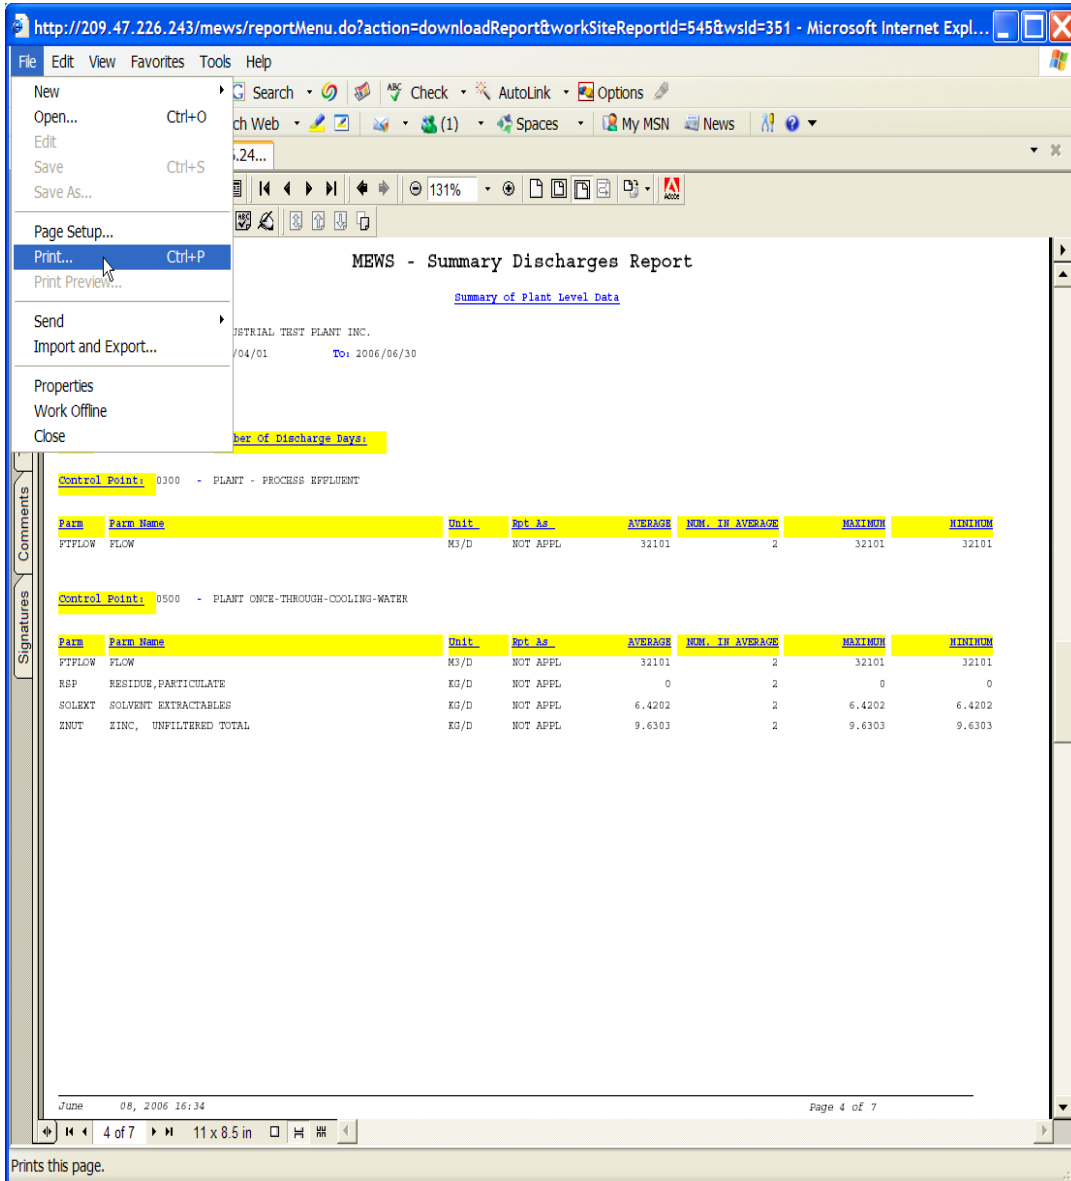 http://209.47.226.243/mews/reportMenu.do?action=downloadReport&workSiteReportId=545&wsId=351 - Microsoft Internet Expl...
File Edit View Favorites Tools Help
New
Open... Ctrl+O
Edit
Save Ctrl+S
Save As...
Page Setup...
Print... Ctrl+P
Print Preview...
Send
Import and Export...
Properties
Work Offline
Close
G Search ABC Check AutoLink Options
ch Web (1) Spaces My MSN News
.24...
131% Adobe
MEWS - Summary Discharges Report
Summary of Plant Level Data
USTRIAL TEST PLANT INC.
/04/01 To: 2006/06/30
ber Of Discharge Days:
Control Point: 0300 - PLANT - PROCESS EFFLUENT
Parm Parm Name Unit Rpt As AVERAGE NUM. IN AVERAGE MAXIMUM MINIMUM
FTFLOW FLOW M3/D NOT APPL 32101 2 32101 32101
Control Point: 0500 - PLANT ONCE-THROUGH-COOLING-WATER
Parm Parm Name Unit Rpt As AVERAGE NUM. IN AVERAGE MAXIMUM MINIMUM
FTFLOW FLOW M3/D NOT APPL 32101 2 32101 32101
RSP RESIDUE,PARTICULATE KG/D NOT APPL 0 2 0 0
SOLEXT SOLVENT EXTRACTABLES KG/D NOT APPL 6.4202 2 6.4202 6.4202
ZNUT ZINC, UNFILTERED TOTAL KG/D NOT APPL 9.6303 2 9.6303 9.6303
Comments
Signatures
June 08, 2006 16:34 Page 4 of 7
4 of 7 11 x 8.5 in
Prints this page.